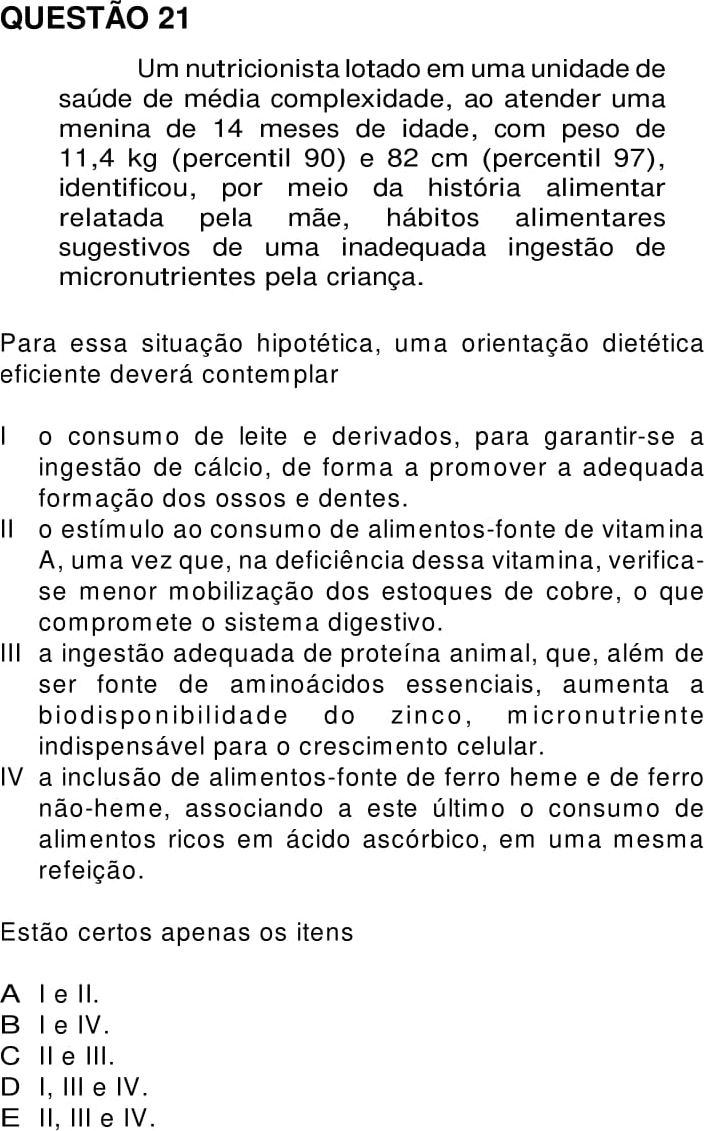 QUESTÃO 21
Um nutricionista lotado em uma unidade de
saúde de média complexidade, ao atender uma
menina de 14 meses de idade, com peso de
11,4 kg (percentil 90) e 82 cm (percentil 97),
identificou, por meio da história alimentar
relatada pela mãe, hábitos alimentares
sugestivos de uma inadequada ingestão de
micronutrientes pela criança.
Para essa situação hipotética, uma orientação dietética
eficiente deverá contemplar
I o consumo de leite e derivados, para garantir-se a
ingestão de cálcio, de forma a promover a adequada
formação dos ossos e dentes.
II o estímulo ao consumo de alimentos-fonte de vitamina
A, uma vez que, na deficiência dessa vitamina, verifica-
se menor mobilização dos estoques de cobre, o que
compromete o sistema digestivo.
III a ingestão adequada de proteína animal, que, além de
ser fonte de aminoácidos essenciais, aumenta a
biodisponibilidade do zinco, micronutriente
indispensável para o crescimento celular.
IV a inclusão de alimentos-fonte de ferro heme e de ferro
não-heme, associando a este último o consumo de
alimentos ricos em ácido ascórbico, em uma mesma
refeição.
Estão certos apenas os itens
A I e II.
B I e IV.
C II e III.
D I, III e IV.
E II, III e IV.